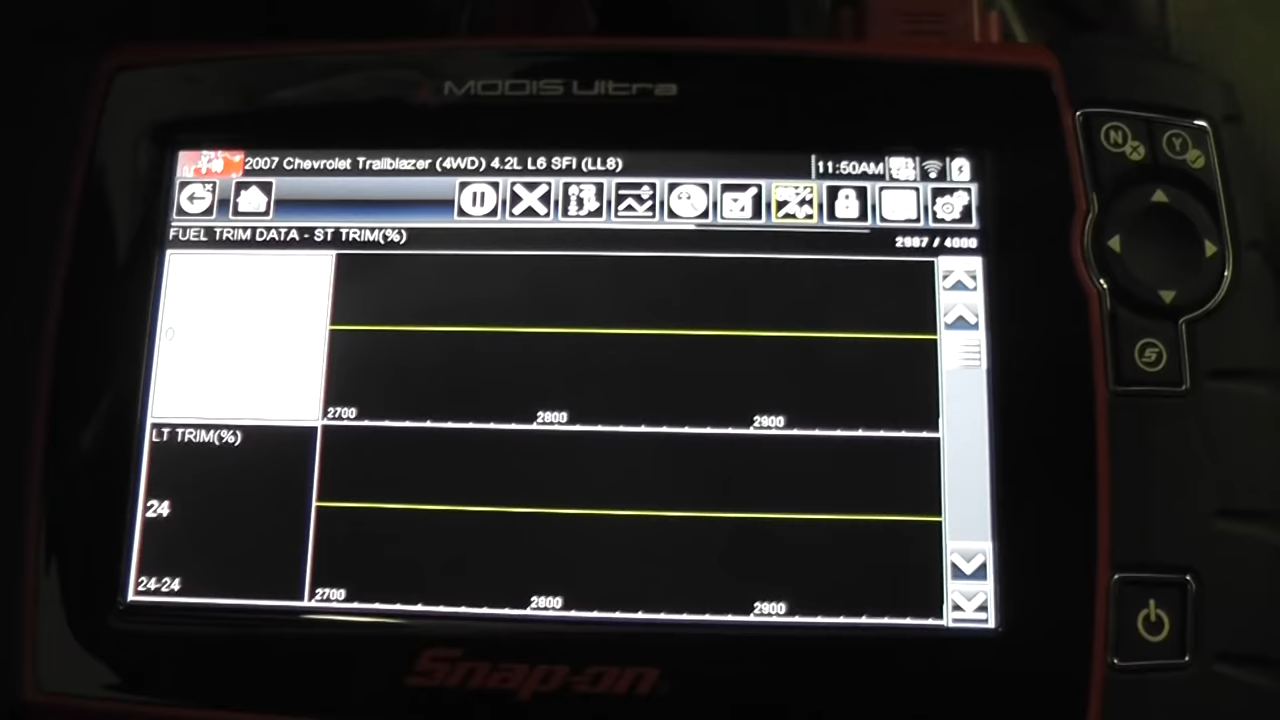 MODIS Ultra
2007 Chevrolet Trailblazer (4WD) 4.2L L6 SFI (LL8)
11:50AM
FUEL TRIM DATA - ST TRIM(%)
2987 / 4000
0
2700 2800 2900
LT TRIM(%)
24
24-24
2700 2800 2900
Snap-on
N X
Y
S